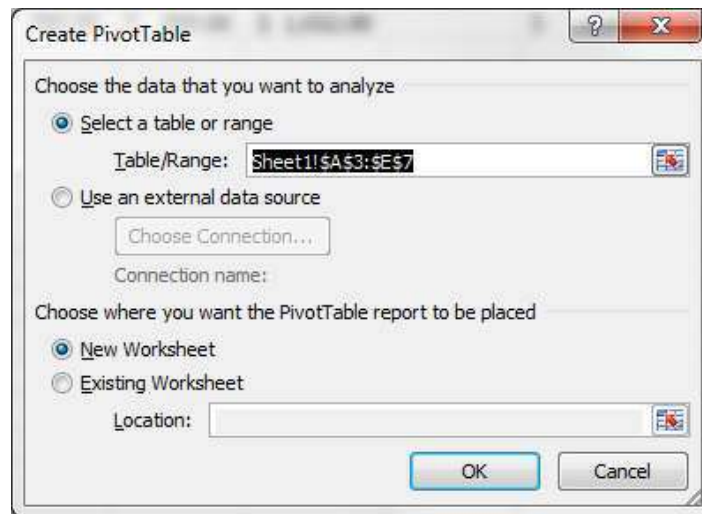 Create PivotTable
?
Choose the data that you want to analyze
Select a table or range
Table/Range: Sheet1!$A$3:$E$7
Use an external data source
Choose Connection...
Connection name:
Choose where you want the PivotTable report to be placed
New Worksheet
Existing Worksheet
Location:
OK Cancel